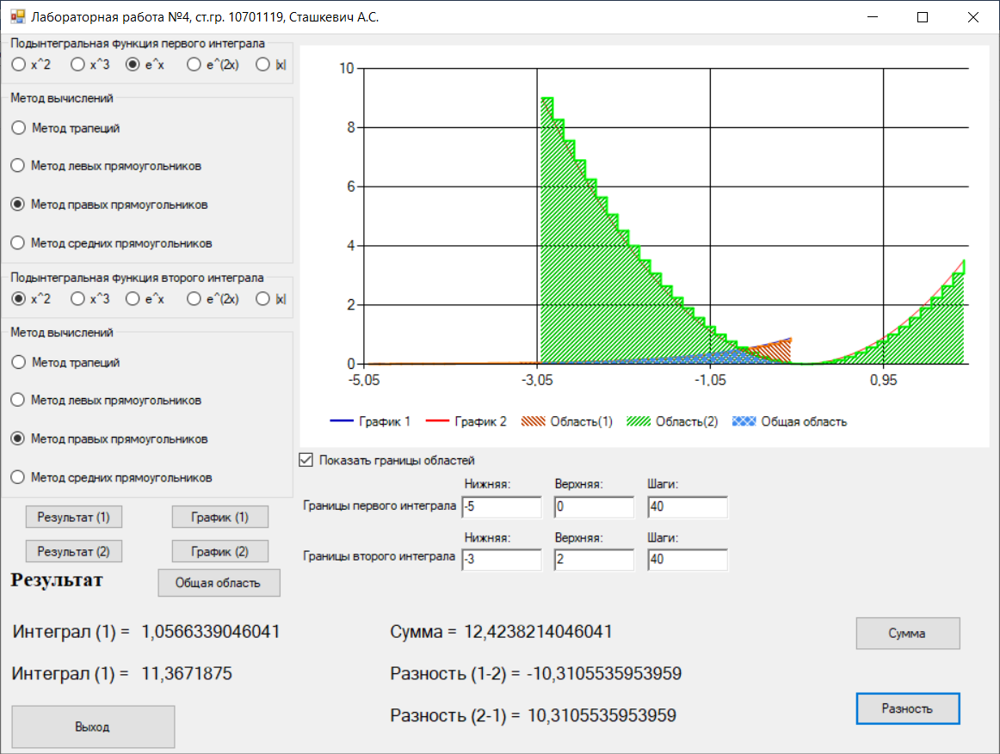 Лабораторная работа №4, ст.гр. 10701119, Сташкевич А.С.
Подынтегральная функция первого интеграла
x^2 x^3 e^x e^(2x) |x|
Метод вычислений
Метод трапеций
Метод левых прямоугольников
Метод правых прямоугольников
Метод средних прямоугольников
Подынтегральная функция второго интеграла
x^2 x^3 e^x e^(2x) |x|
Метод вычислений
Метод трапеций
Метод левых прямоугольников
Метод правых прямоугольников
Метод средних прямоугольников
10
8
6
4
2
0
-5,05 -3,05 -1,05 0,95
График 1 График 2 Область(1) Область(2) Общая область
Показать границы областей
Нижняя: Верхняя: Шаги:
Границы первого интеграла -5 0 40
Нижняя: Верхняя: Шаги:
Границы второго интеграла -3 2 40
Результат (1) График (1)
Результат (2) График (2)
Результат Общая область
Интеграл (1) = 1,0566339046041
Интеграл (1) = 11,3671875
Сумма = 12,4238214046041
Разность (1-2) = -10,3105535953959
Разность (2-1) = 10,3105535953959
Сумма
Разность
Выход